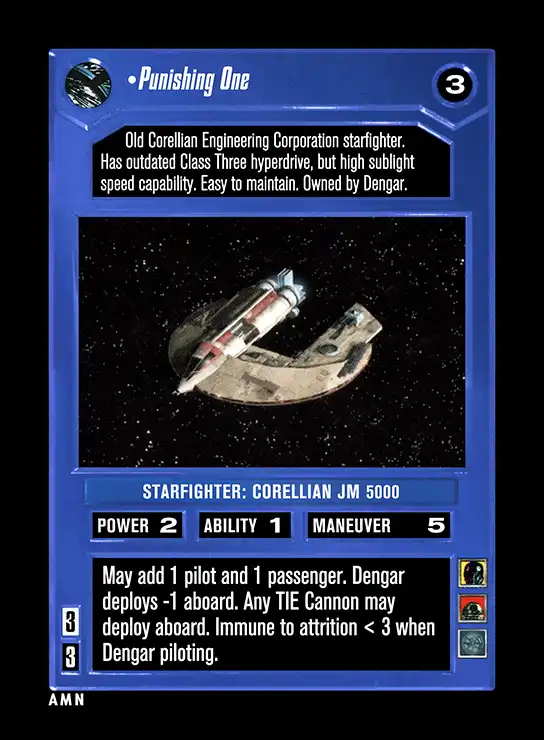 •Punishing One
3
Old Corellian Engineering Corporation starfighter.
Has outdated Class Three hyperdrive, but high sublight
speed capability. Easy to maintain. Owned by Dengar.
STARFIGHTER: CORELLIAN JM 5000
POWER 2 ABILITY 1 MANEUVER 5
May add 1 pilot and 1 passenger. Dengar
deploys -1 aboard. Any TIE Cannon may
deploy aboard. Immune to attrition < 3 when
Dengar piloting.
3
3
AMN